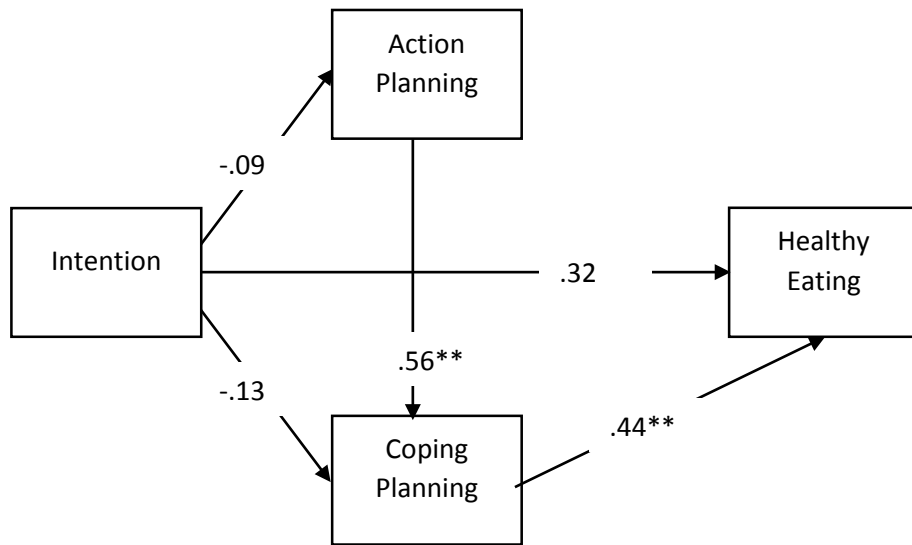 Action
Planning
-.09
Intention
Healthy
Eating
.32
.56**
-.13
.44**
Coping
Planning